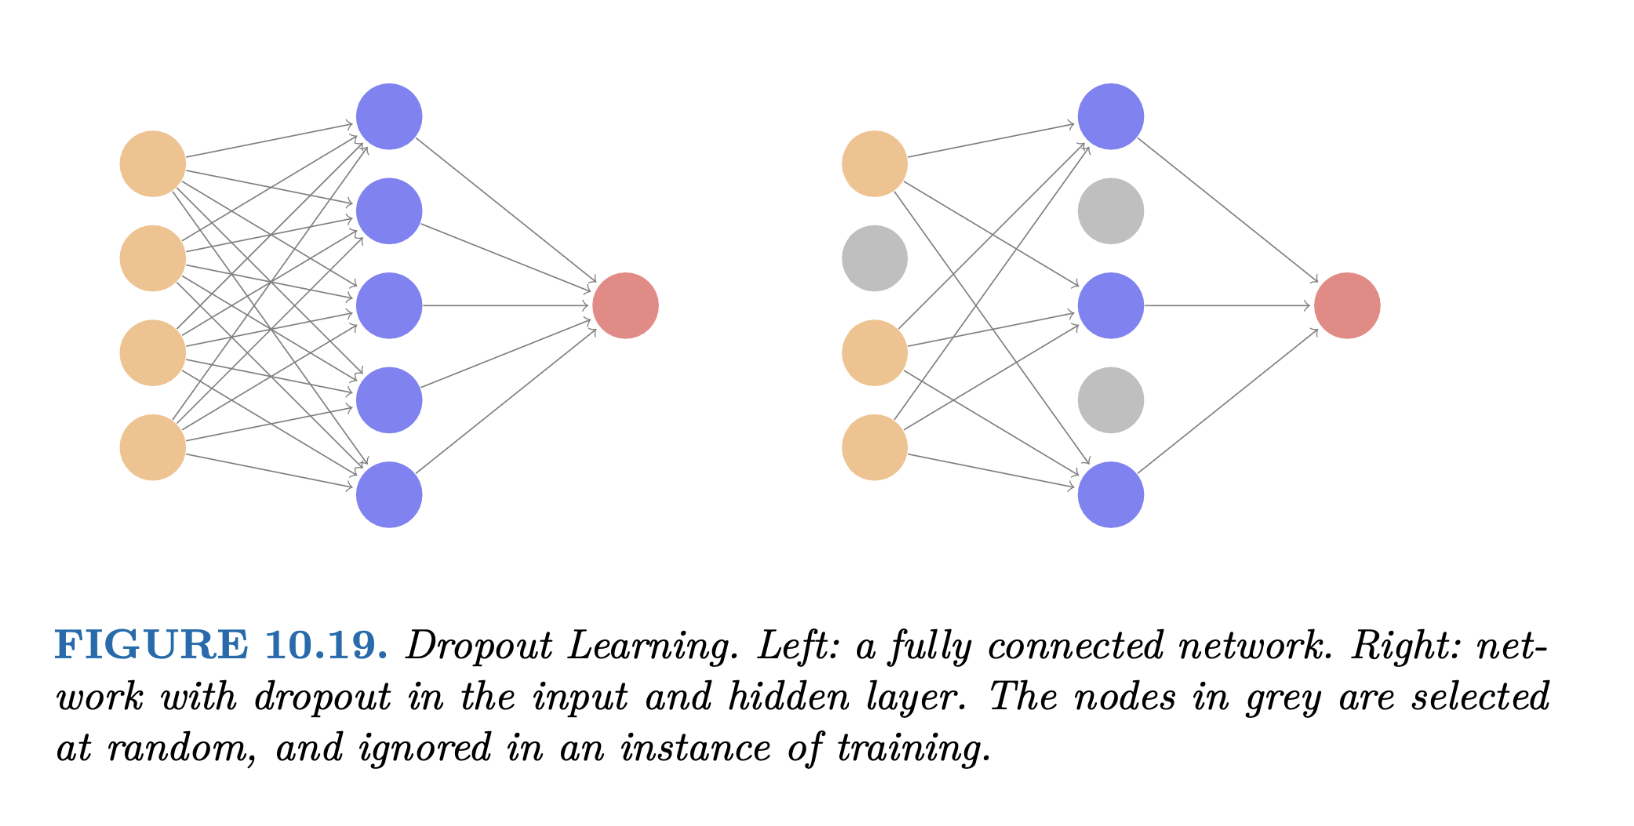 FIGURE 10.19. Dropout Learning. Left: a fully connected network. Right: net-
work with dropout in the input and hidden layer. The nodes in grey are selected
at random, and ignored in an instance of training.